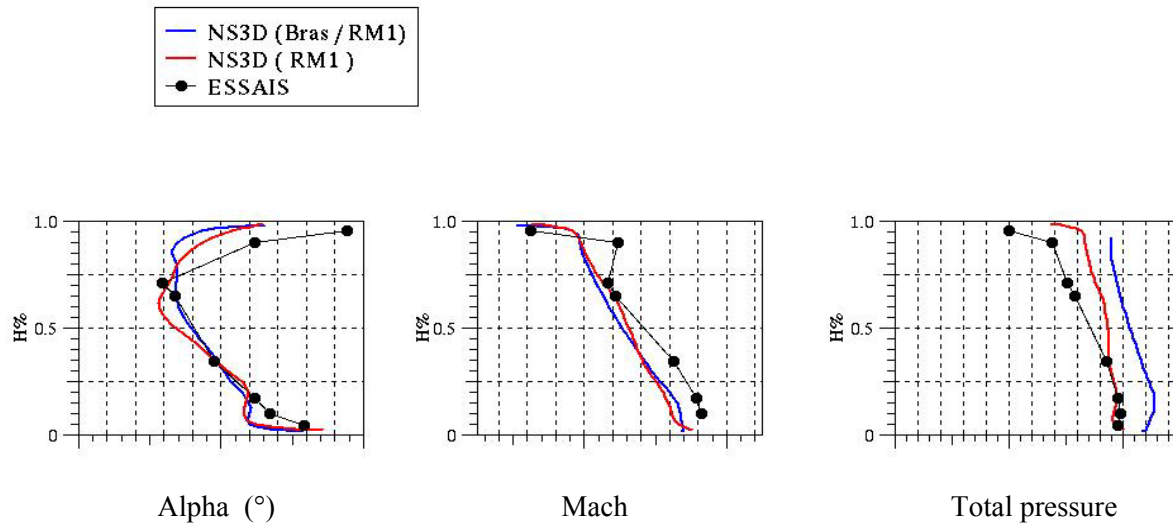 NS3D (Bras / RM1)
NS3D ( RM1 )
ESSAIS
1.0
0.5
0
H%
Alpha (°)
1.0
0.5
0
H%
Mach
1.0
0.5
0
H%
Total pressure